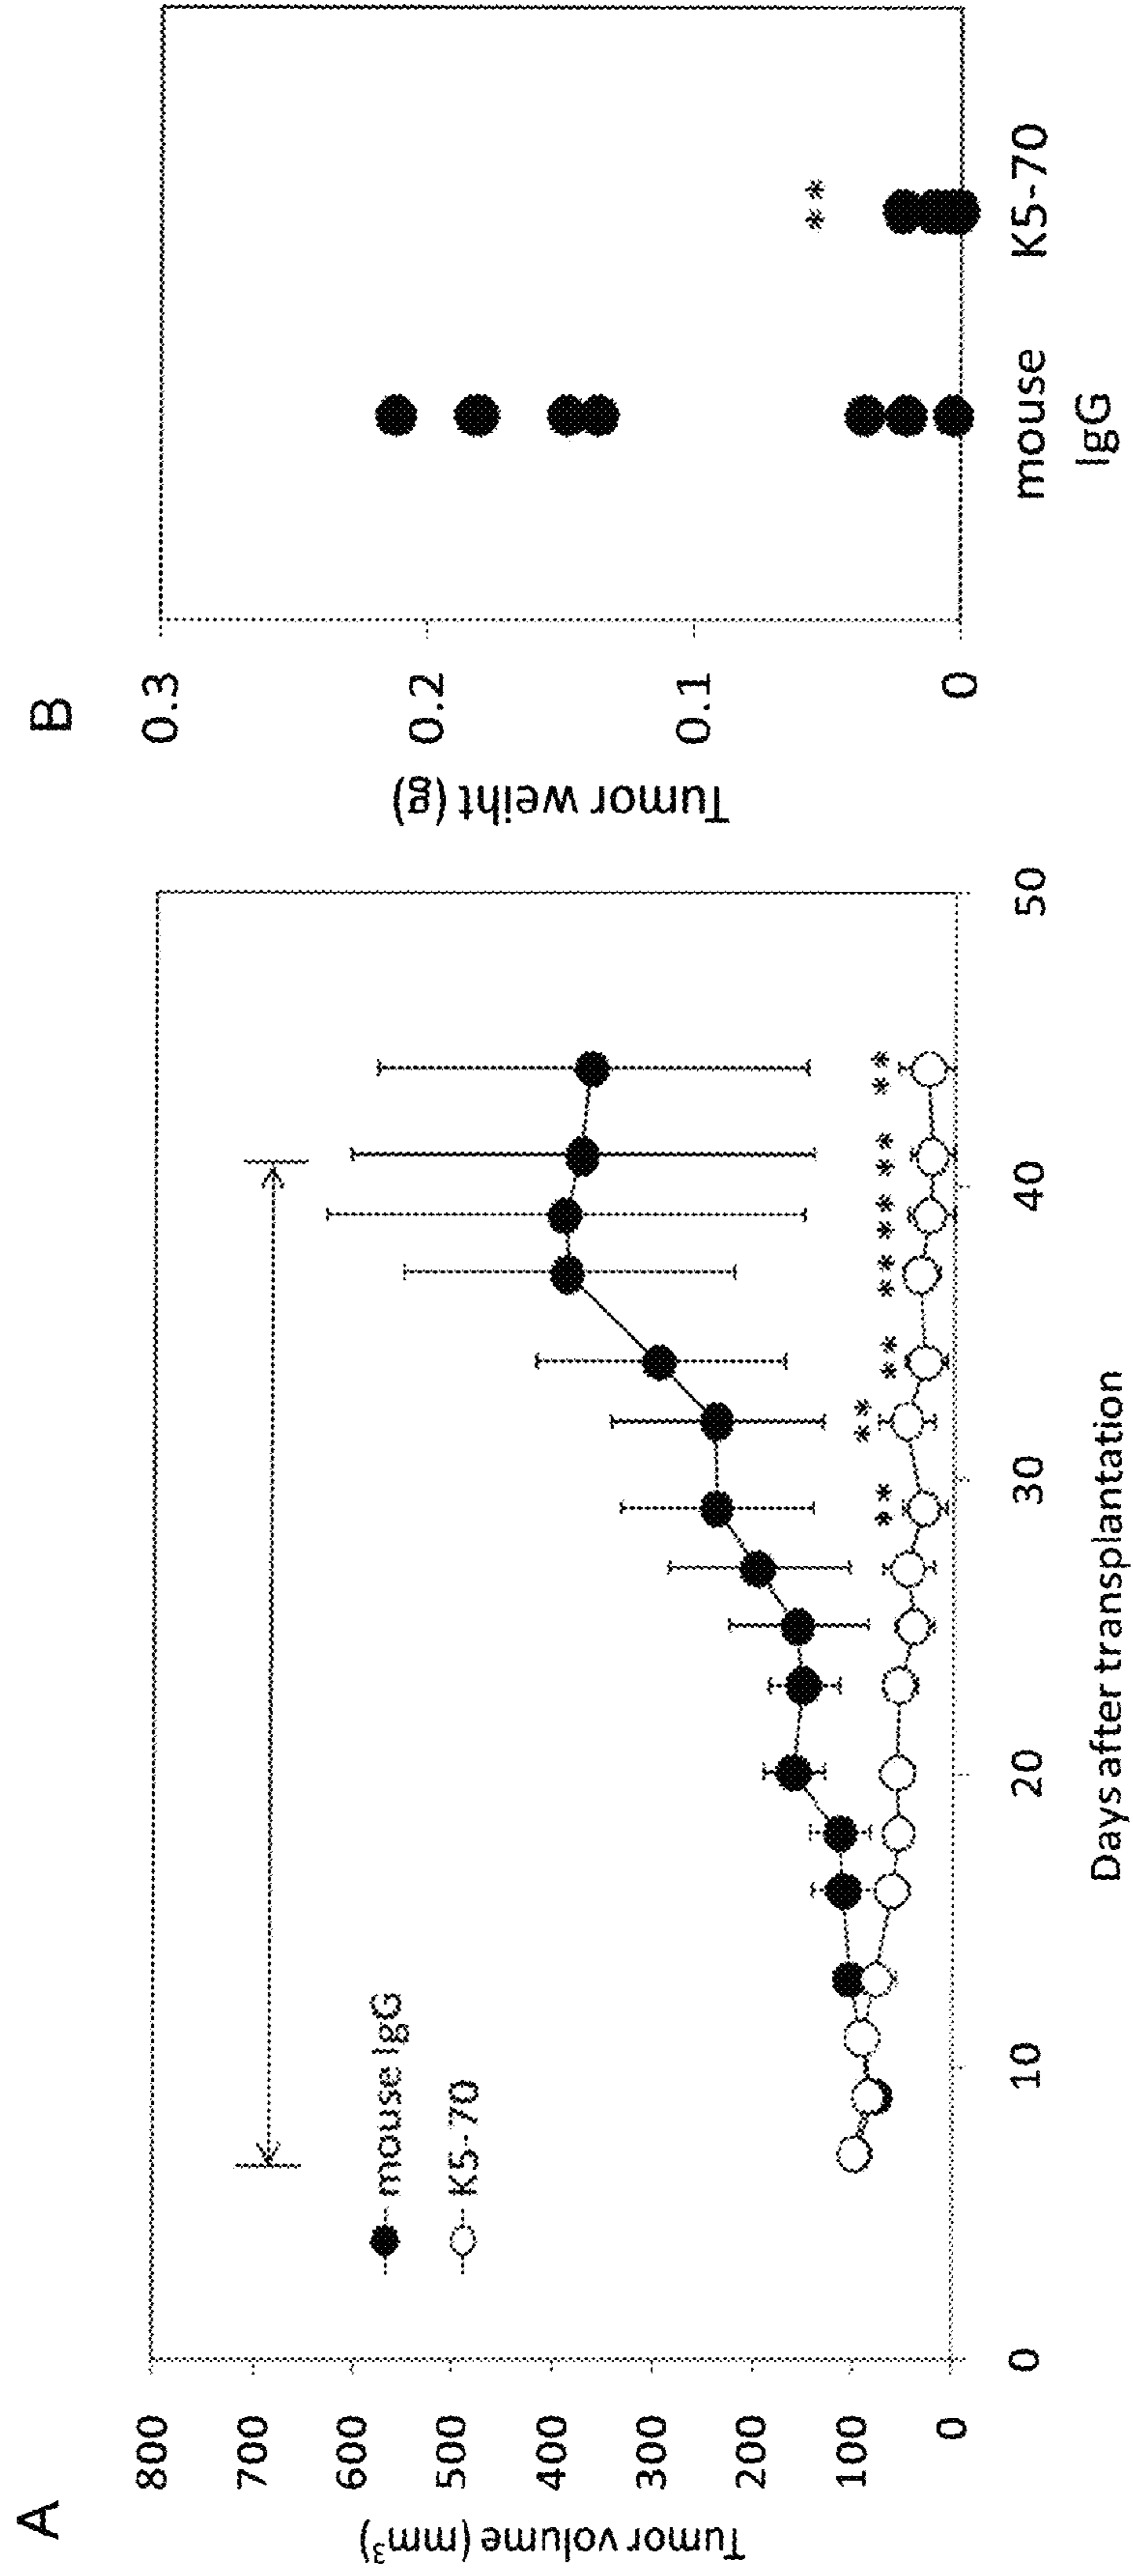 A
Tumor volume (mm³)
800
700
600
500
400
300
200
100
0
mouse IgG
K5-70
** ** ** ** ** ** **
0 10 20 30 40 50
Days after transplantation
B
Tumor weiht (g)
0.3
0.2
0.1
0
**
mouse K5-70
IgG